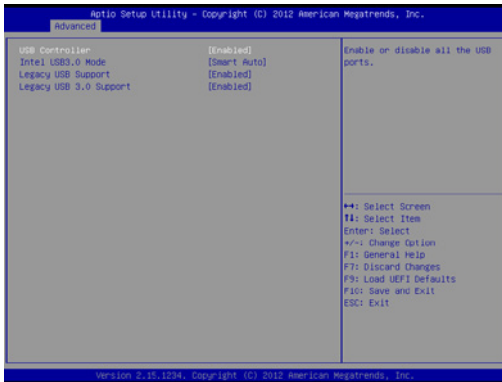 Aptio Setup Utility – Copyright (C) 2012 American Megatrends, Inc.
Advanced
USB Controller [Enabled]
Intel USB3.0 Mode [Smart Auto]
Legacy USB Support [Enabled]
Legacy USB 3.0 Support [Enabled]
Enable or disable all the USB
ports.
↔: Select Screen
↑↓: Select Item
Enter: Select
+/-: Change Option
F1: General Help
F7: Discard Changes
F9: Load UEFI Defaults
F10: Save and Exit
ESC: Exit
Version 2.15.1234. Copyright (C) 2012 American Megatrends, Inc.